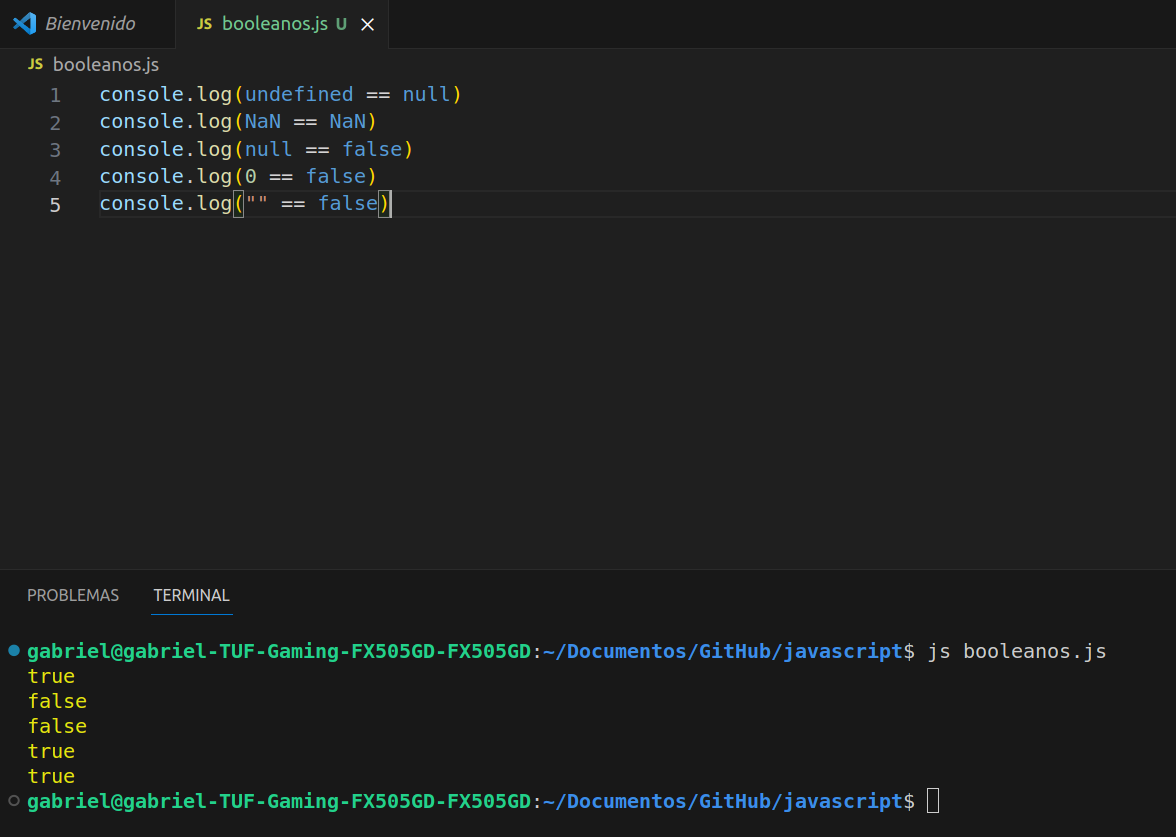 Bienvenido JS booleanos.js U
JS booleanos.js
1 console.log(undefined == null)
2 console.log(NaN == NaN)
3 console.log(null == false)
4 console.log(0 == false)
5 console.log("" == false)
PROBLEMAS TERMINAL
gabriel@gabriel-TUF-Gaming-FX505GD-FX505GD:~/Documentos/GitHub/javascript$ js booleanos.js
true
false
false
true
true
gabriel@gabriel-TUF-Gaming-FX505GD-FX505GD:~/Documentos/GitHub/javascript$